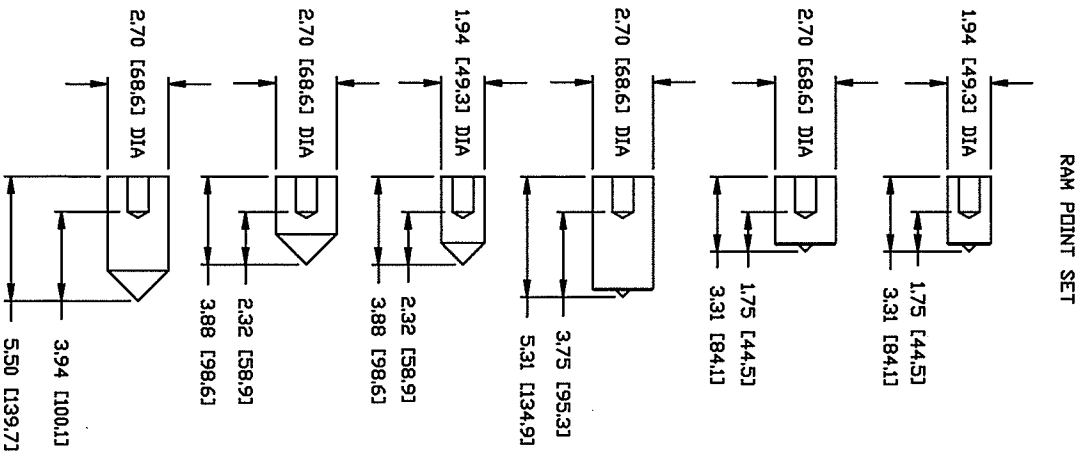 RAM POINT SET
1.94 [49.3] DIA
1.75 [44.5]
3.31 [84.1]
2.70 [68.6] DIA
1.75 [44.5]
3.31 [84.1]
2.70 [68.6] DIA
3.75 [95.3]
5.31 [134.9]
1.94 [49.3] DIA
2.32 [58.9]
3.88 [98.6]
2.70 [68.6] DIA
2.32 [58.9]
3.88 [98.6]
2.70 [68.6] DIA
3.94 [100.1]
5.50 [139.7]